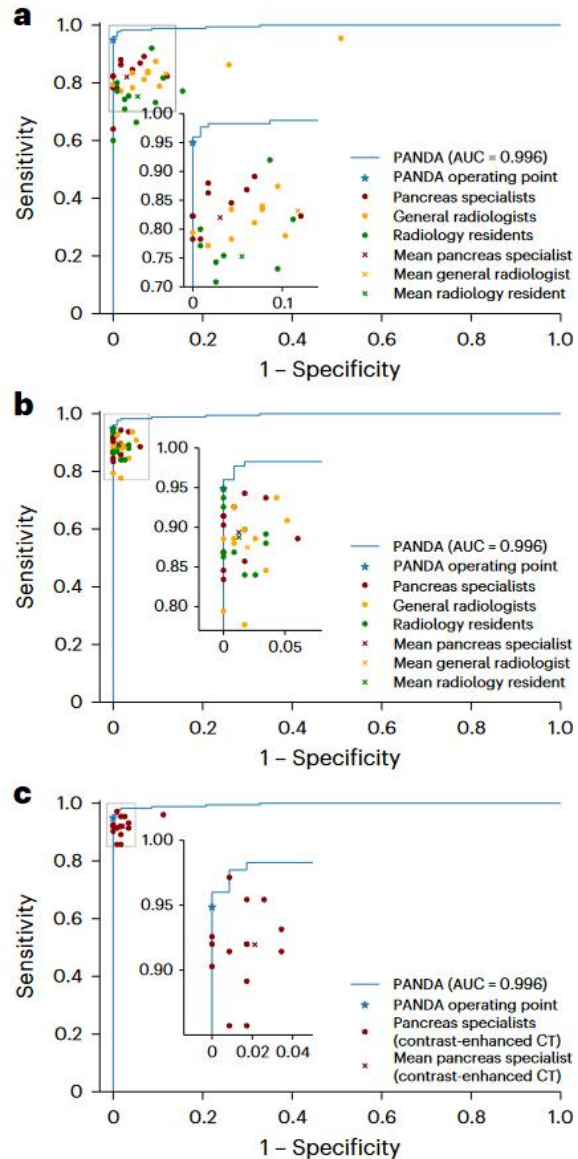 a
1.0
0.8
0.6
0.4
0.2
0
Sensitivity
1.00
0.95
0.90
0.85
0.80
0.75
0.70
0
0.1
PANDA (AUC = 0.996)
PANDA operating point
Pancreas specialists
General radiologists
Radiology residents
Mean pancreas specialist
Mean general radiologist
Mean radiology resident
0 0.2 0.4 0.6 0.8 1.0
1 – Specificity
b
1.0
0.8
0.6
0.4
0.2
0
Sensitivity
1.00
0.95
0.90
0.85
0.80
0
0.05
PANDA (AUC = 0.996)
PANDA operating point
Pancreas specialists
General radiologists
Radiology residents
Mean pancreas specialist
Mean general radiologist
Mean radiology resident
0 0.2 0.4 0.6 0.8 1.0
1 – Specificity
c
1.0
0.8
0.6
0.4
0.2
0
Sensitivity
1.00
0.95
0.90
0 0.02 0.04
PANDA (AUC = 0.996)
PANDA operating point
Pancreas specialists
(contrast-enhanced CT)
Mean pancreas specialist
(contrast-enhanced CT)
0 0.2 0.4 0.6 0.8 1.0
1 – Specificity